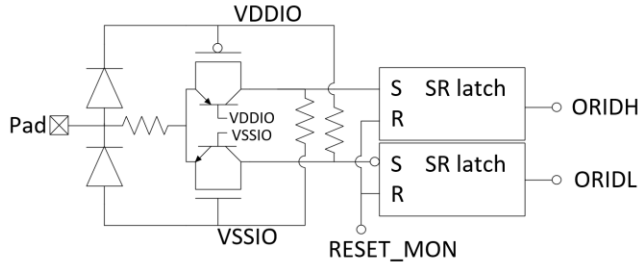 VDDIO
S SR latch
R
ORIDH
Pad
VDDIO
VSSIO
S SR latch
R
ORIDL
VSSIO
RESET_MON